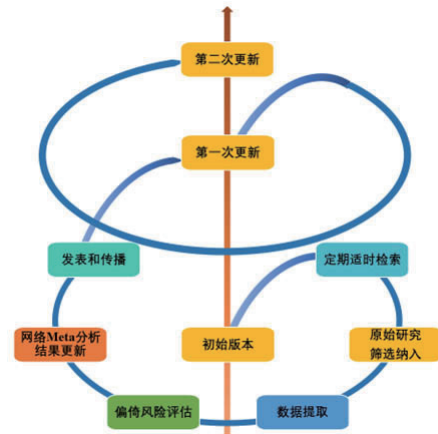 第二次更新
第一次更新
发表和传播
定期适时检索
网络Meta分析
结果更新
初始版本
原始研究
筛选纳入
偏倚风险评估
数据提取